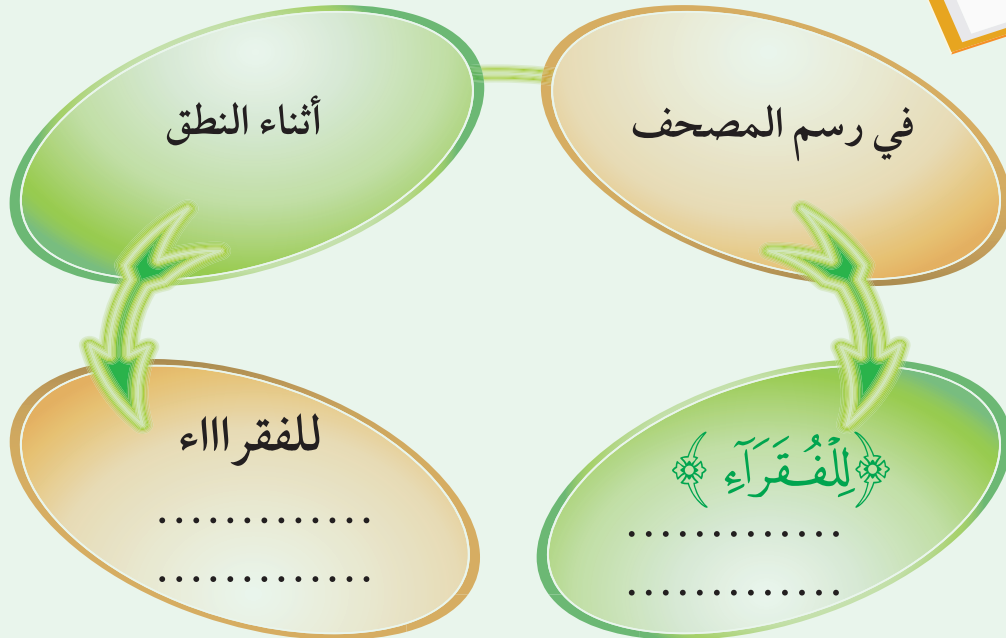 في رسم المصحف
أثناء النطق
﴿لِلْفُقَرَآءِ﴾
.............
.............
للفقراااء
.............
.............